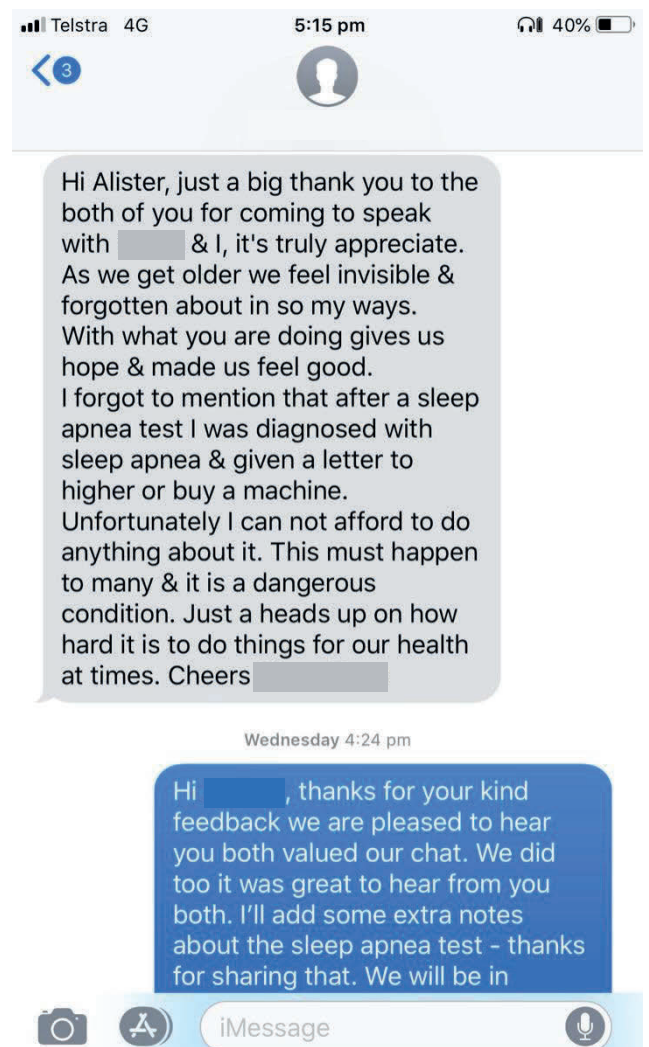 Telstra 4G 5:15 pm 40%
3
Hi Alister, just a big thank you to the
both of you for coming to speak
with & I, it's truly appreciate.
As we get older we feel invisible &
forgotten about in so my ways.
With what you are doing gives us
hope & made us feel good.
I forgot to mention that after a sleep
apnea test I was diagnosed with
sleep apnea & given a letter to
higher or buy a machine.
Unfortunately I can not afford to do
anything about it. This must happen
to many & it is a dangerous
condition. Just a heads up on how
hard it is to do things for our health
at times. Cheers
Wednesday 4:24 pm
Hi , thanks for your kind
feedback we are pleased to hear
you both valued our chat. We did
too it was great to hear from you
both. I'll add some extra notes
about the sleep apnea test - thanks
for sharing that. We will be in
iMessage